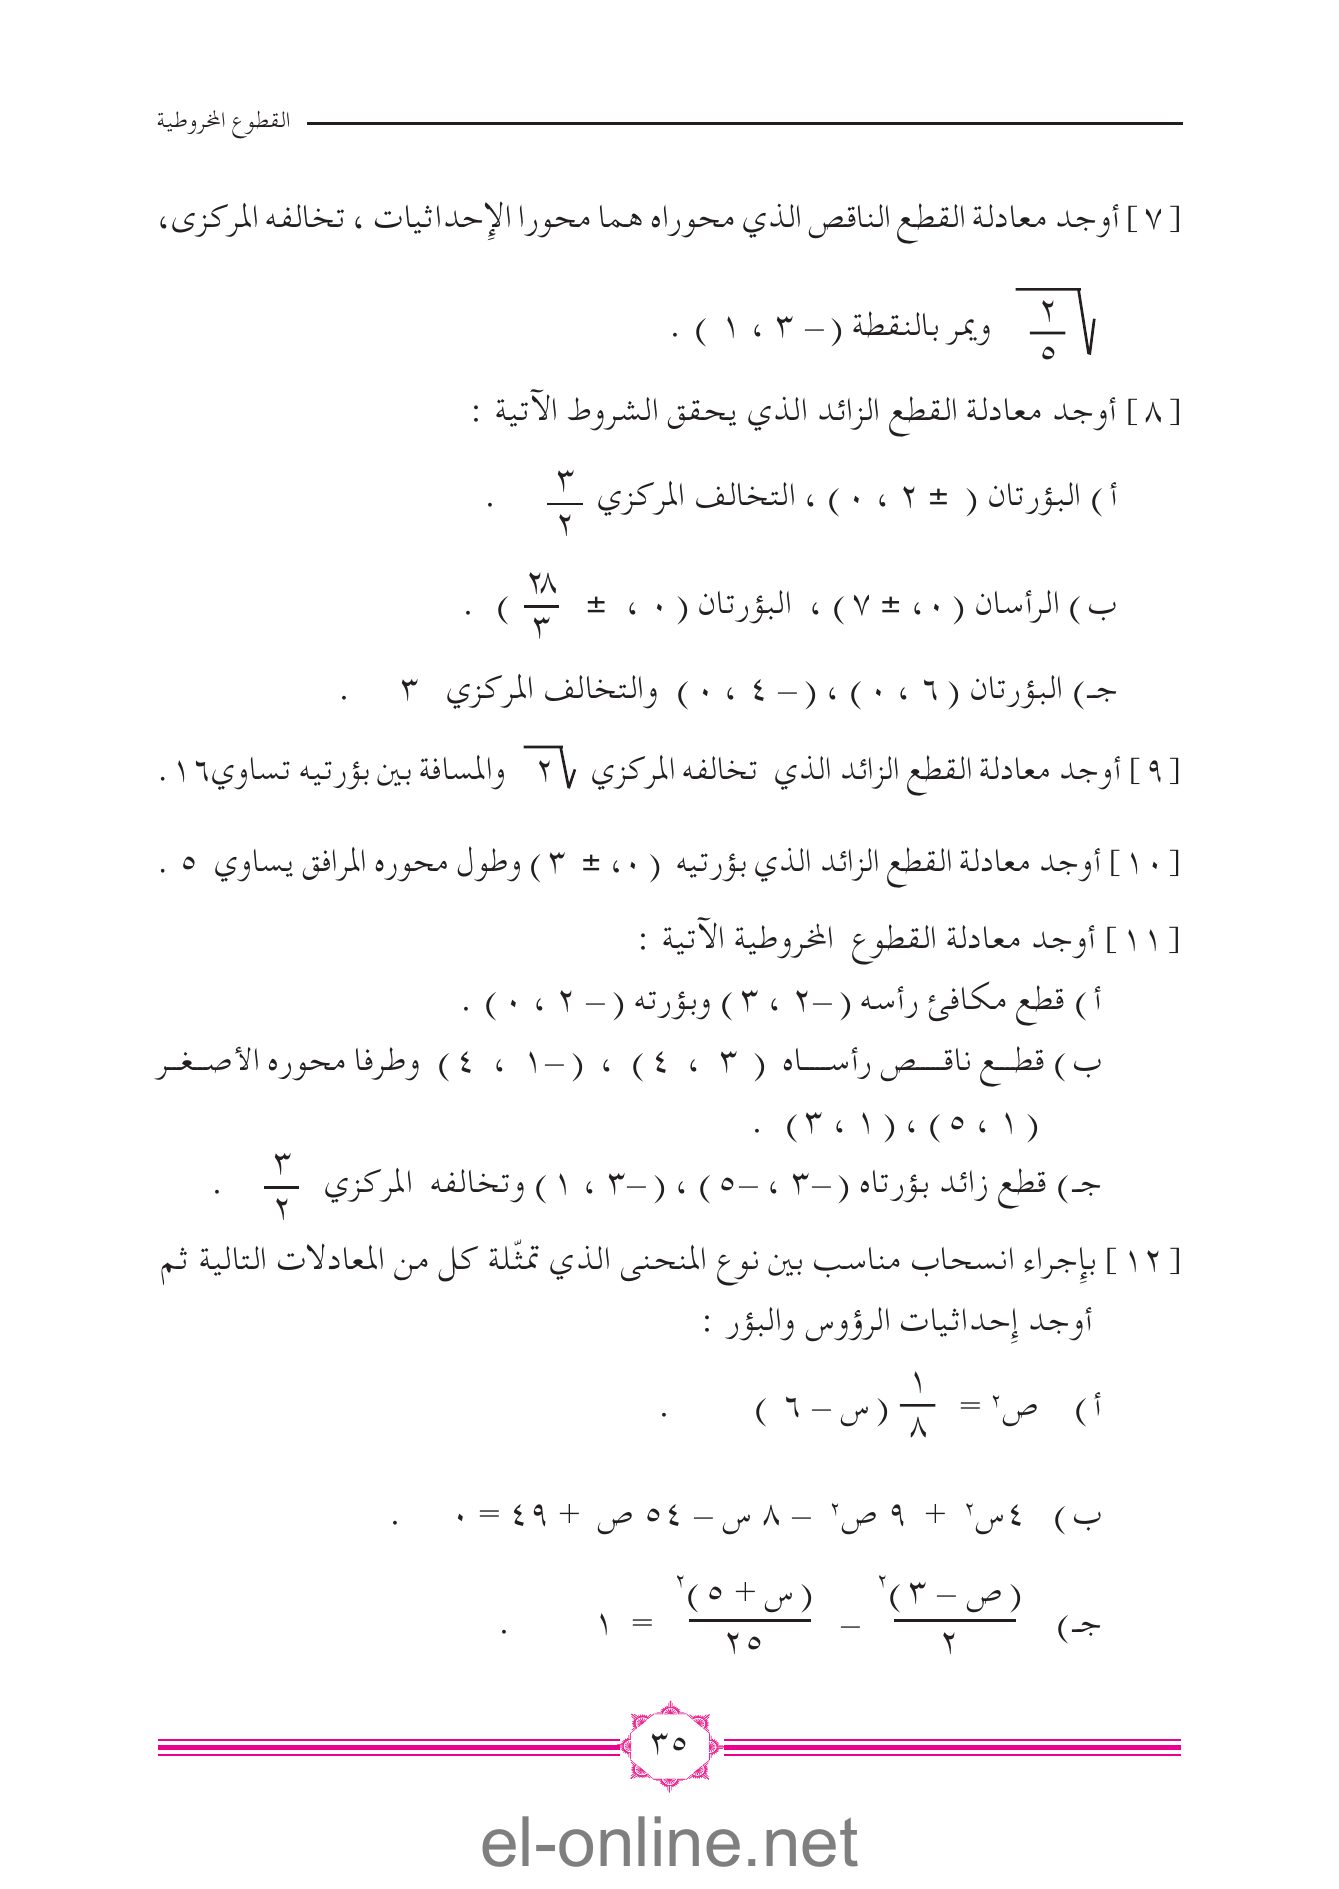 القطوع المخروطية
[ ٧ ] أوجد معادلة القطع الناقص الذي محوراه هما محورا الإحداثيات ، تخالفه المركزى،
√(٢/٥) ويمر بالنقطة ( – ٣ ، ١ ) .
[ ٨ ] أوجد معادلة القطع الزائد الذي يحقق الشروط الآتية :
أ ) البؤرتان ( ± ٢ ، ٠ ) ، التخالف المركزي ٣/٢ .
ب ) الرأسان ( ٠، ± ٧ ) ، البؤرتان ( ٠ ، ± ٢٨/٣ ) .
جـ) البؤرتان ( ٦ ، ٠ ) ، ( – ٤ ، ٠ ) والتخالف المركزي ٣ .
[ ٩ ] أوجد معادلة القطع الزائد الذي تخالفه المركزي √٢ والمسافة بين بؤرتيه تساوي١٦ .
[ ١٠ ] أوجد معادلة القطع الزائد الذي بؤرتيه ( ٠، ± ٣ ) وطول محوره المرافق يساوي ٥ .
[ ١١ ] أوجد معادلة القطوع المخروطية الآتية :
أ ) قطع مكافئ رأسه ( –٢ ، ٣ ) وبؤرته ( – ٢ ، ٠ ) .
ب ) قطـع ناقـــص رأســـاه ( ٣ ، ٤ ) ، ( –١ ، ٤ ) وطرفا محوره الأصـغـر
( ١ ، ٥ ) ، ( ١ ، ٣ ) .
جـ) قطع زائد بؤرتاه ( –٣ ، –٥ ) ، ( –٣ ، ١ ) وتخالفه المركزي ٣/٢ .
[ ١٢ ] بإجراء انسحاب مناسب بين نوع المنحنى الذي تمثّلة كل من المعادلات التالية ثم
أوجد إحداثيات الرؤوس والبؤر :
أ ) ص٢ = ١/٨ ( س – ٦ ) .
ب ) ٤س٢ + ٩ ص٢ – ٨ س – ٥٤ ص + ٤٩ = ٠ .
جـ) ( ص – ٣ )٢/٢ – ( س + ٥ )٢/٢٥ = ١ .
٣٥
el-online.net